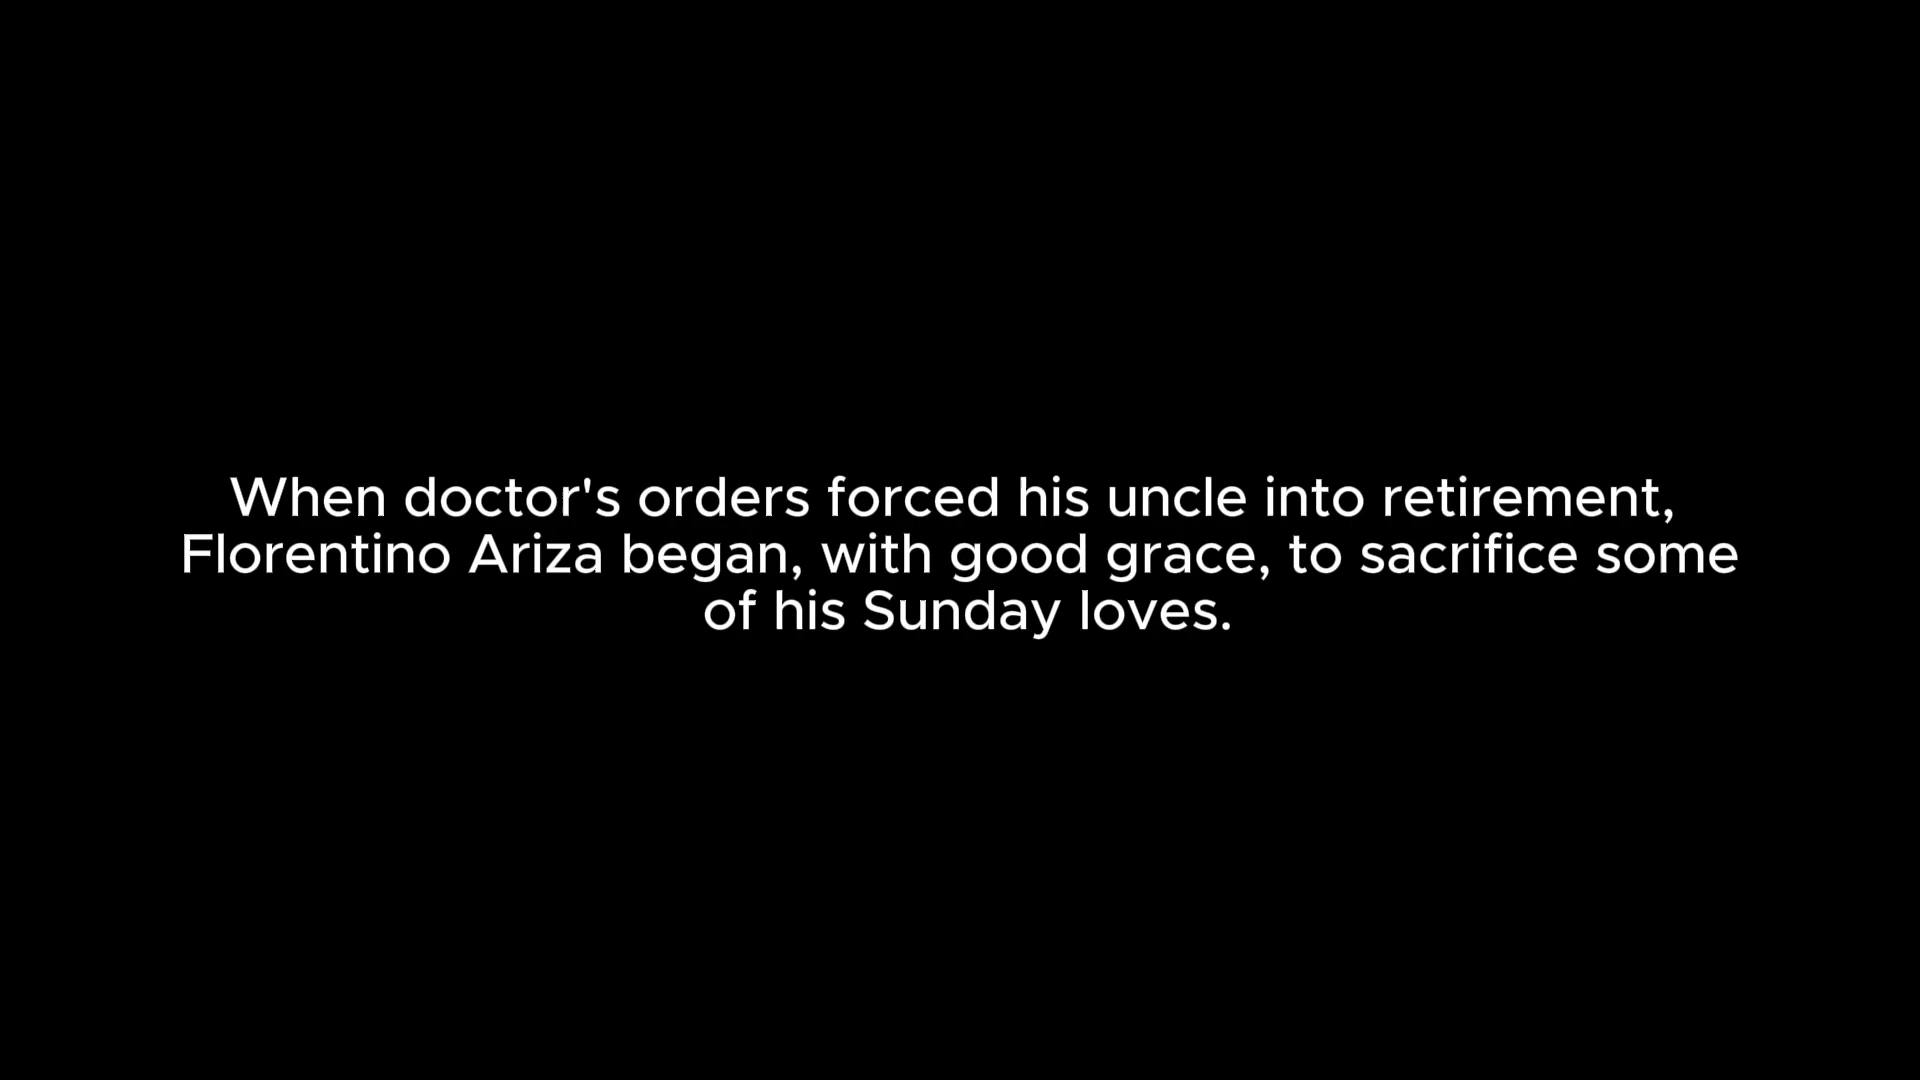 When doctor's orders forced his uncle into retirement,
Florentino Ariza began, with good grace, to sacrifice some
of his Sunday loves.